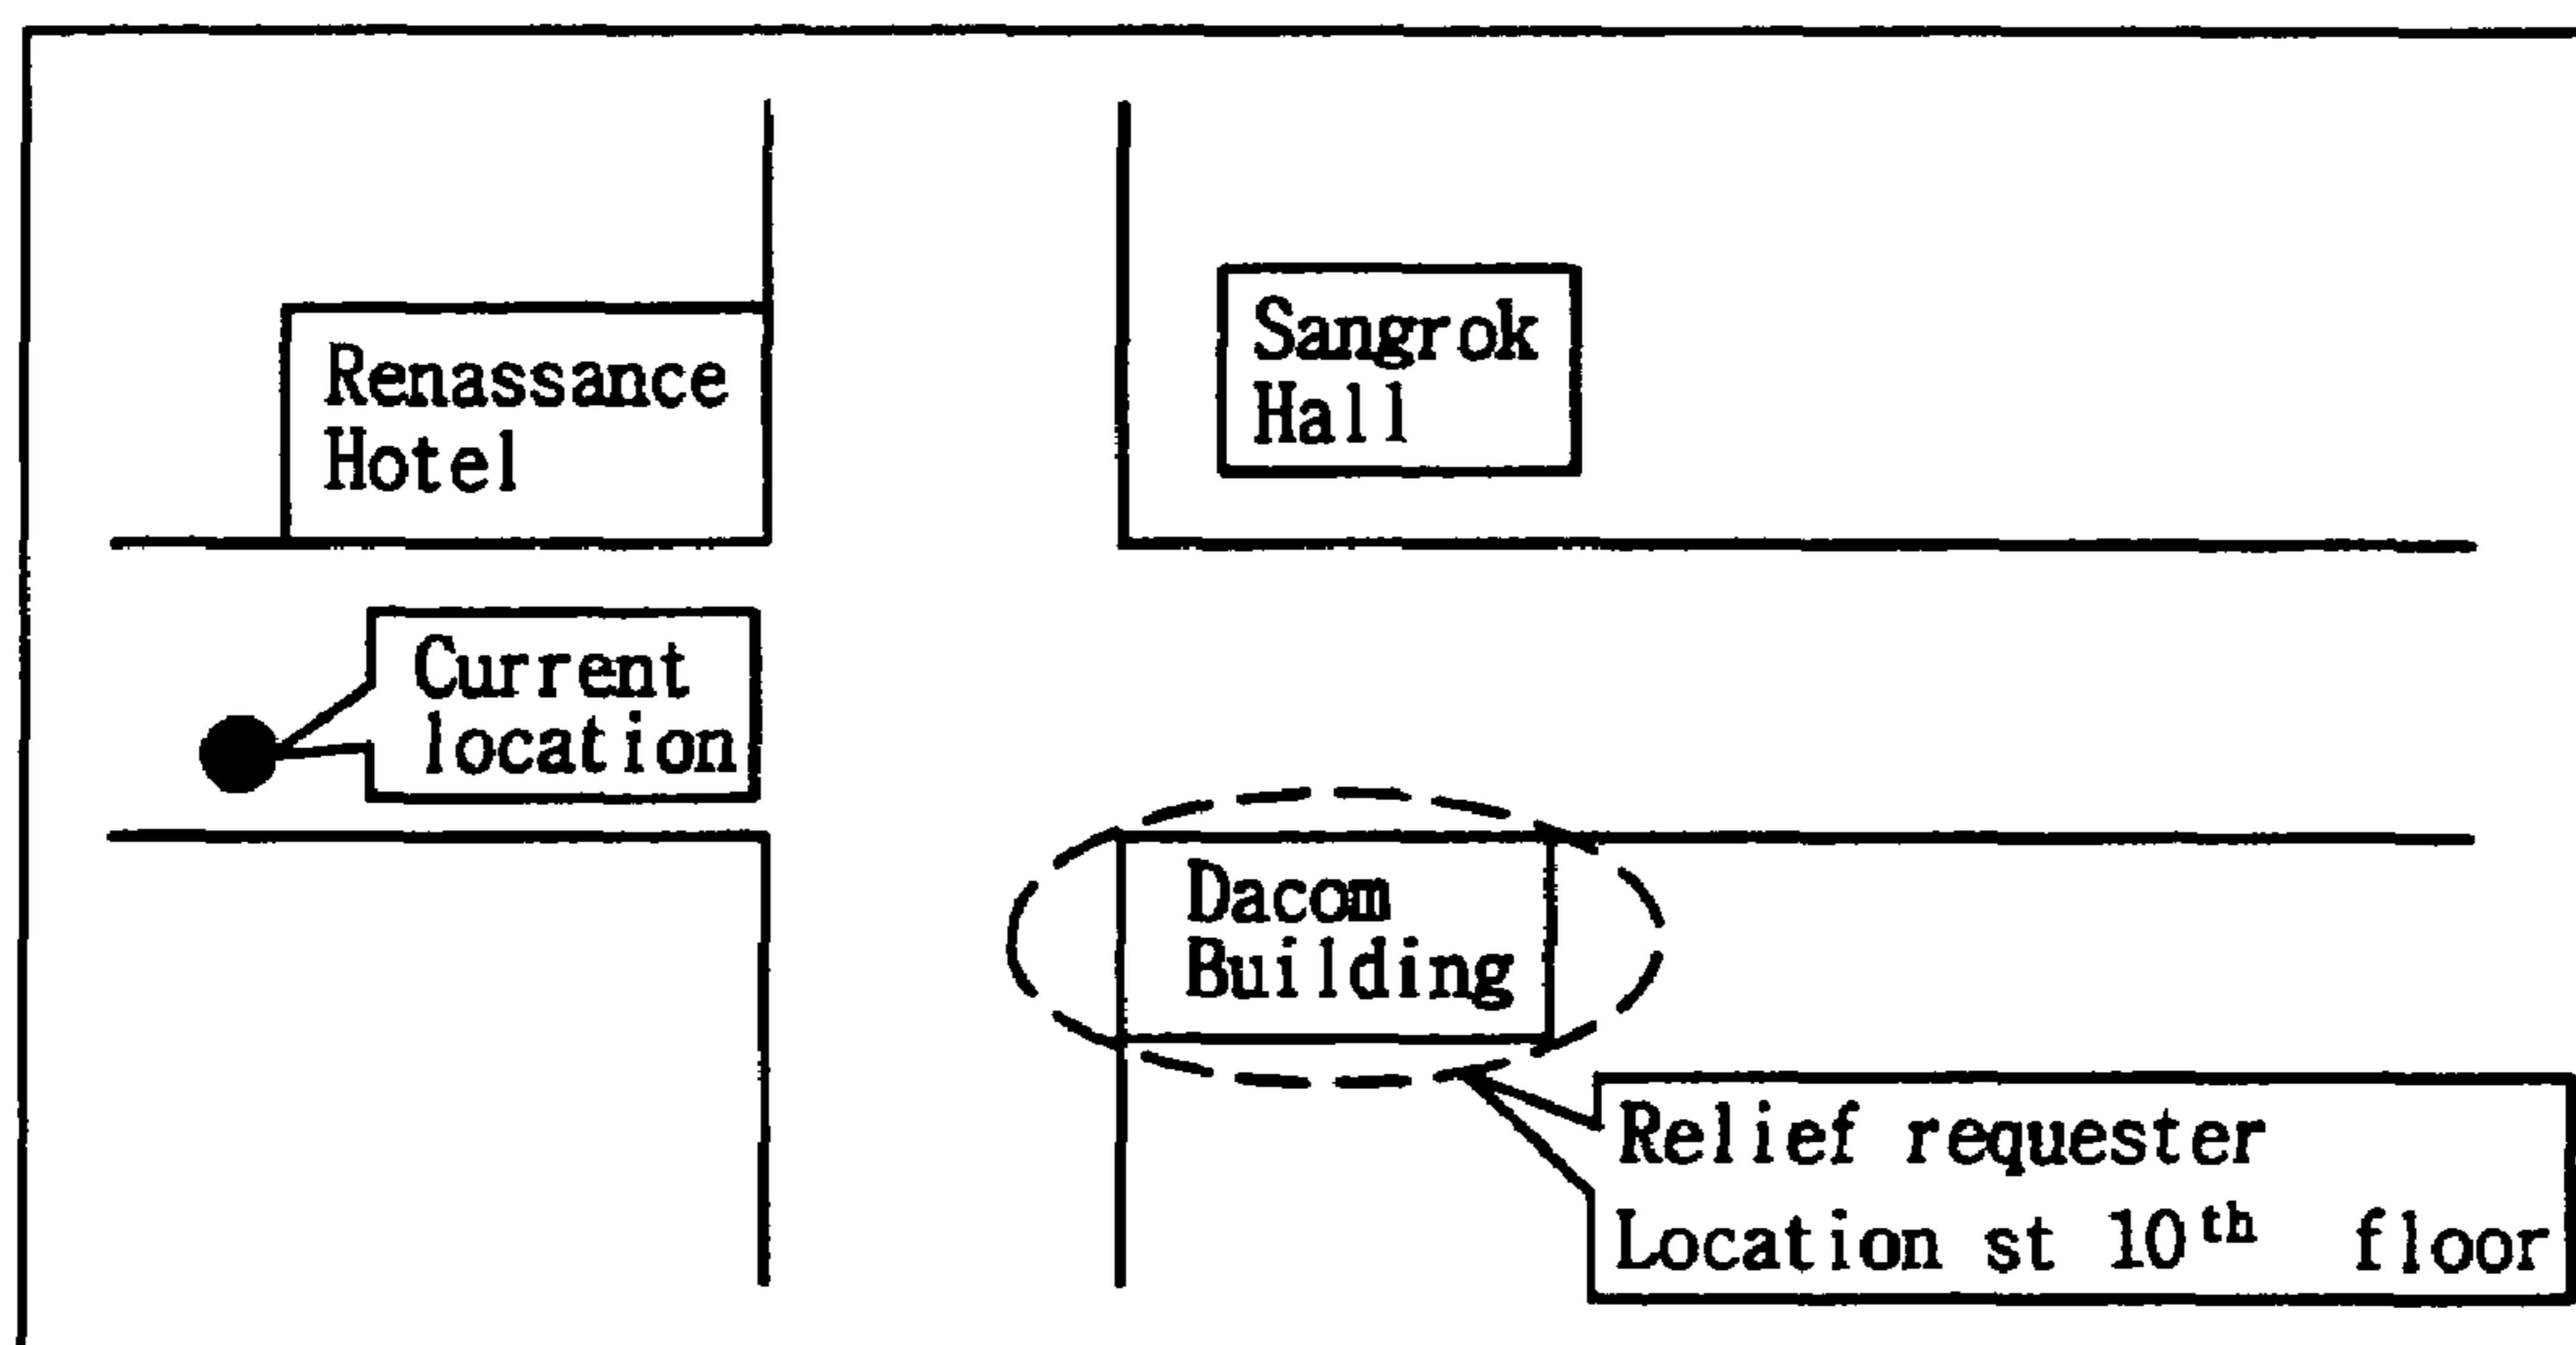 Renassance
Hotel
Sangrok
Hall
Current
location
Dacom
Building
Relief requester
Location st 10th floor